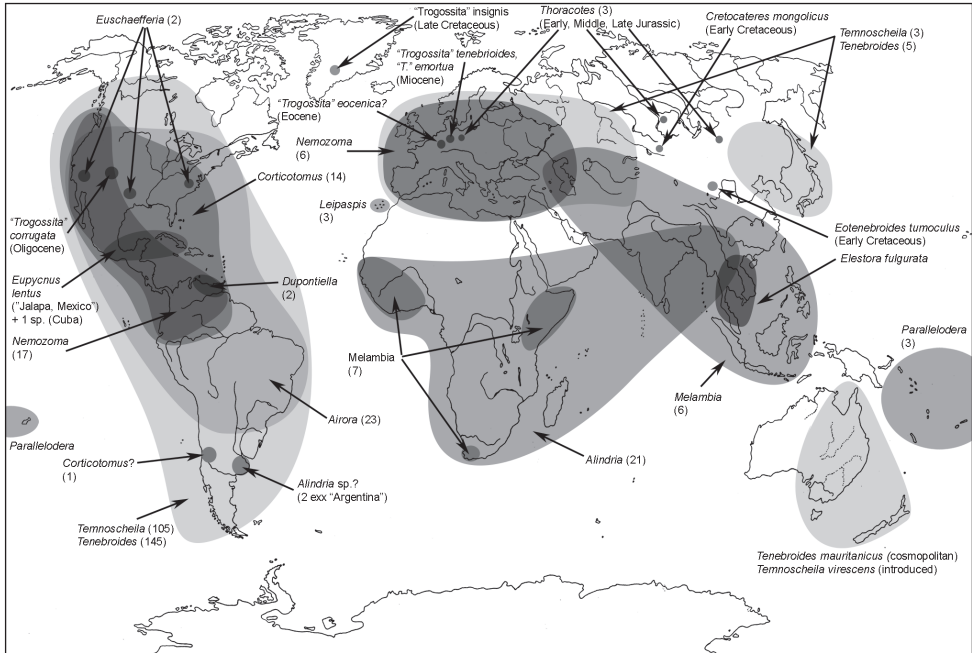 Euschaefferia (2)
"Trogossita" insignis
(Late Cretaceous)
Thoracotes (3)
(Early, Middle, Late Jurassic)
Cretocateres mongolicus
(Early Cretaceous)
Temnoscheila (3)
Tenebroides (5)
"Trogossita" tenebrioides,
"T." emortua
(Miocene)
"Trogossita" eocenica?
(Eocene)
Nemozoma
(6)
Corticotomus (14)
Leipaspis
(3)
"Trogossita"
corrugata
(Oligocene)
Eotenebroides tumoculus
(Early Cretaceous)
Elestora fulgurata
Eupycnus
lentus
("Jalapa, Mexico")
+ 1 sp. (Cuba)
Dupontiella
(2)
Nemozoma
(17)
Melambia
(7)
Parallelodera
(3)
Melambia
(6)
Airora (23)
Parallelodera
Corticotomus?
(1)
Alindria (21)
Alindria sp.?
(2 exx "Argentina")
Temnoscheila (105)
Tenebroides (145)
Tenebroides mauritanicus (cosmopolitan)
Temnoscheila virescens (introduced)